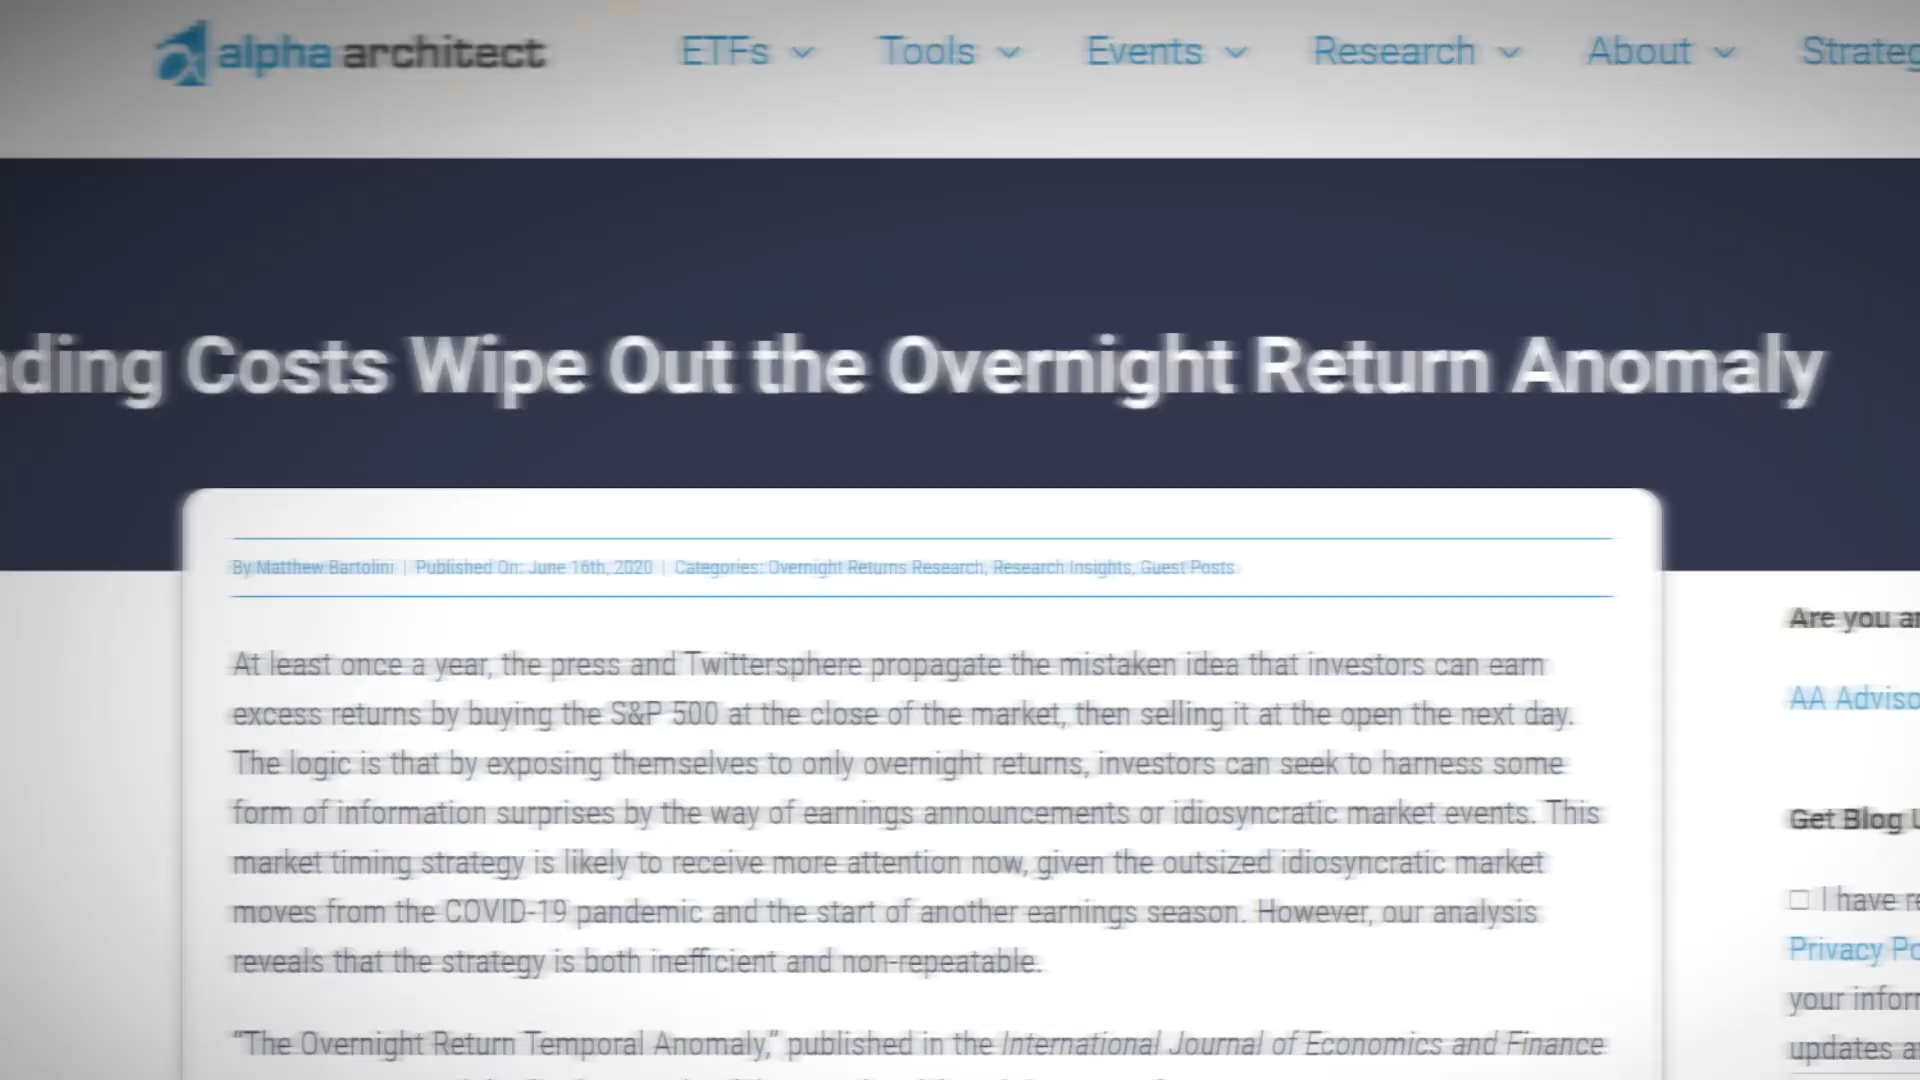 alpha architect ETFs Tools Events Research About Strateg
ading Costs Wipe Out the Overnight Return Anomaly
By Matthew Bartolini | Published On: June 16th, 2020 | Categories: Overnight Returns Research, Research Insights, Guest Posts
At least once a year, the press and Twittersphere propagate the mistaken idea that investors can earn
excess returns by buying the S&P 500 at the close of the market, then selling it at the open the next day.
The logic is that by exposing themselves to only overnight returns, investors can seek to harness some
form of information surprises by the way of earnings announcements or idiosyncratic market events. This
market timing strategy is likely to receive more attention now, given the outsized idiosyncratic market
moves from the COVID-19 pandemic and the start of another earnings season. However, our analysis
reveals that the strategy is both inefficient and non-repeatable.
“The Overnight Return Temporal Anomaly,” published in the International Journal of Economics and Finance
Are you an
AA Adviso
Get Blog U
I have re
Privacy Po
your inform
updates a